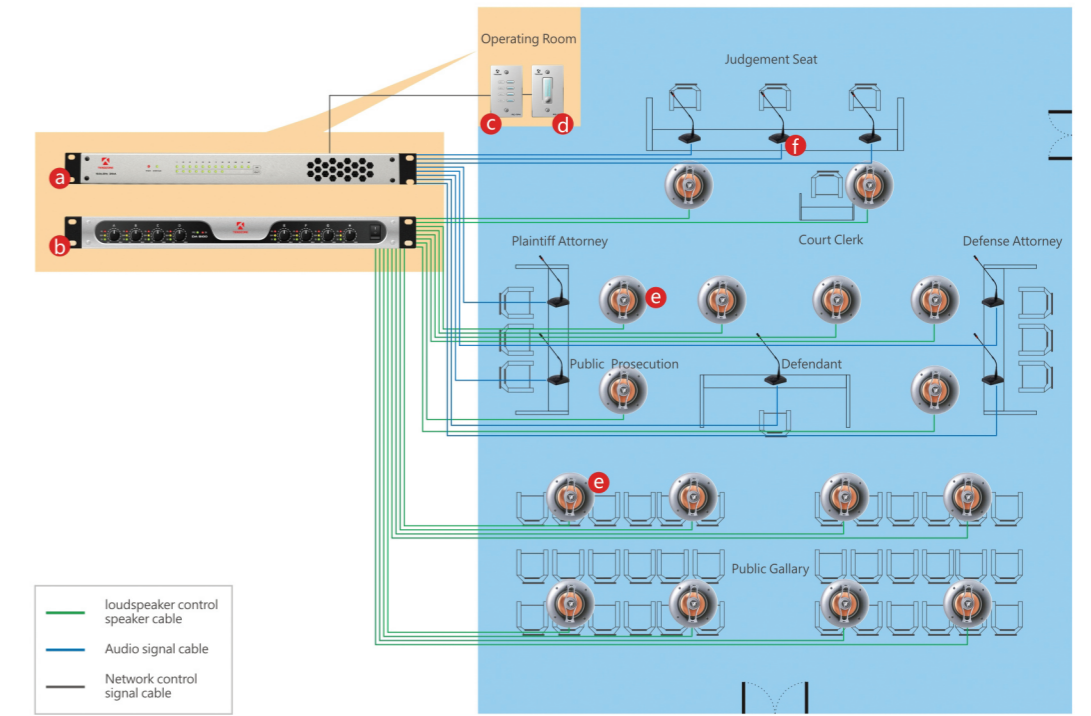 Operating Room
Judgement Seat
c
d
f
a
b
Plaintiff Attorney
Court Clerk
Defense Attorney
e
Public Prosecution
Defendant
e
Public Gallary
loudspeaker control
speaker cable
Audio signal cable
Network control
signal cable